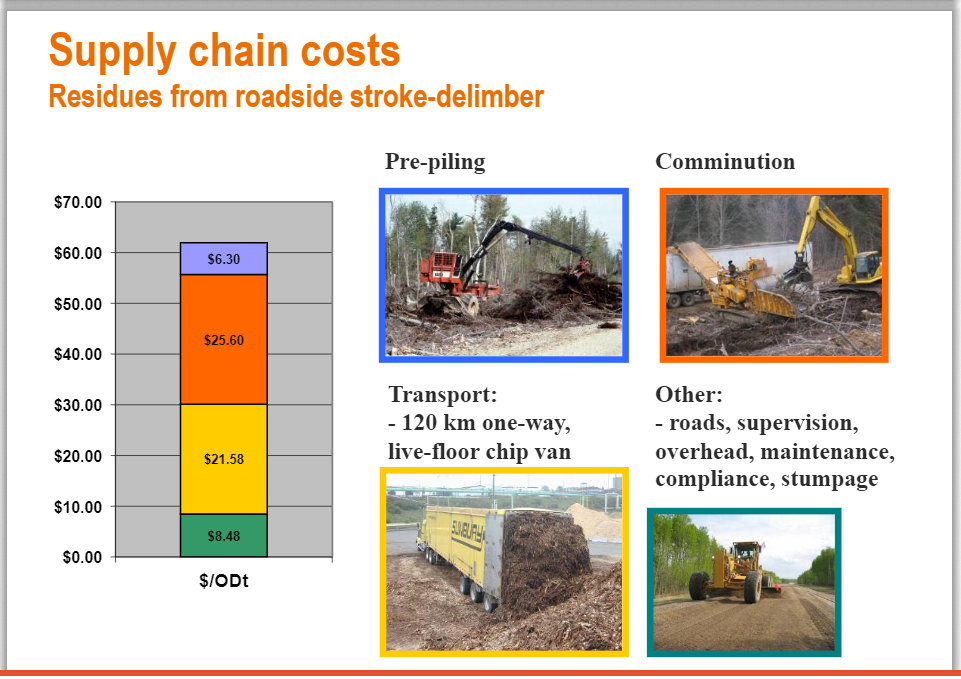 Supply chain costs
Residues from roadside stroke-delimber
$70.00
$60.00
$50.00
$40.00
$30.00
$20.00
$10.00
$0.00
$6.30
$25.60
$21.58
$8.48
$/ODt
Pre-piling
Comminution
Transport:
- 120 km one-way,
live-floor chip van
SUNBURY
Other:
- roads, supervision,
overhead, maintenance,
compliance, stumpage